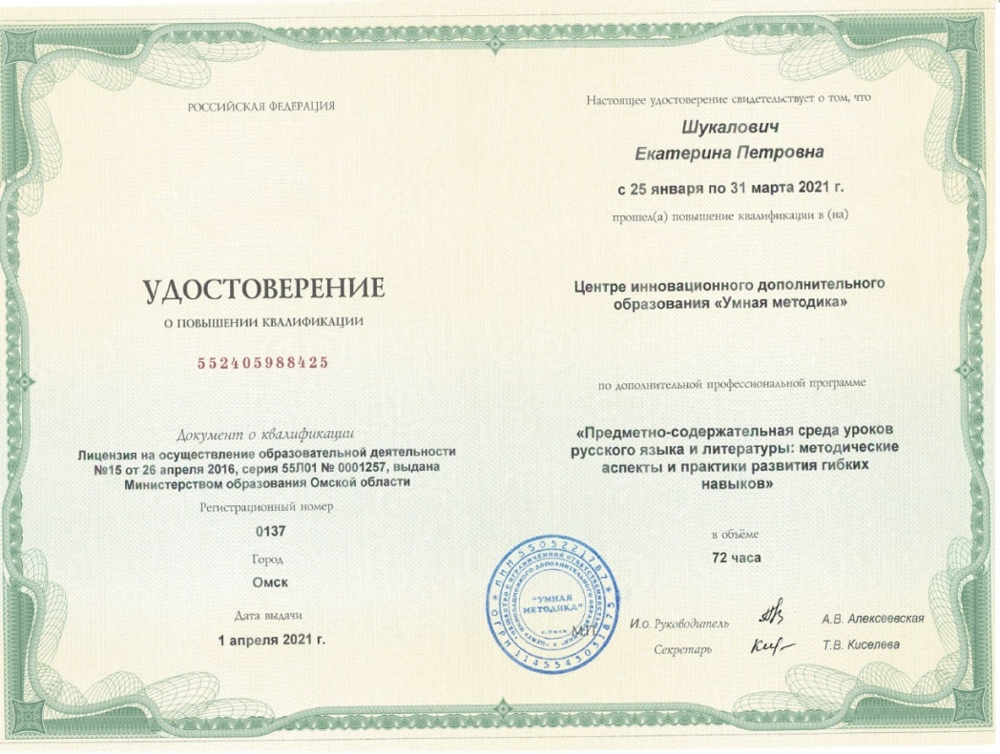 РОССИЙСКАЯ ФЕДЕРАЦИЯ
УДОСТОВЕРЕНИЕ
О ПОВЫШЕНИИ КВАЛИФИКАЦИИ
552405988425
Документ о квалификации
Лицензия на осуществление образовательной деятельности
№15 от 26 апреля 2016, серия 55Л01 № 0001257, выдана
Министерством образования Омской области
Регистрационный номер
0137
Город
Омск
Дата выдачи
1 апреля 2021 г.
Настоящее удостоверение свидетельствует о том, что
Шукалович
Екатерина Петровна
с 25 января по 31 марта 2021 г.
прошел(а) повышение квалификации в (на)
Центре инновационного дополнительного
образования «Умная методика»
по дополнительной профессиональной программе
«Предметно-содержательная среда уроков
русского языка и литературы: методические
аспекты и практики развития гибких
навыков»
в объёме
72 часа
И.о. Руководитель А.В. Алексеевская
Секретарь Т.В. Киселева
М.П.
"УМНАЯ
МЕТОДИКА"
г. Омск
ИНН 5505221787